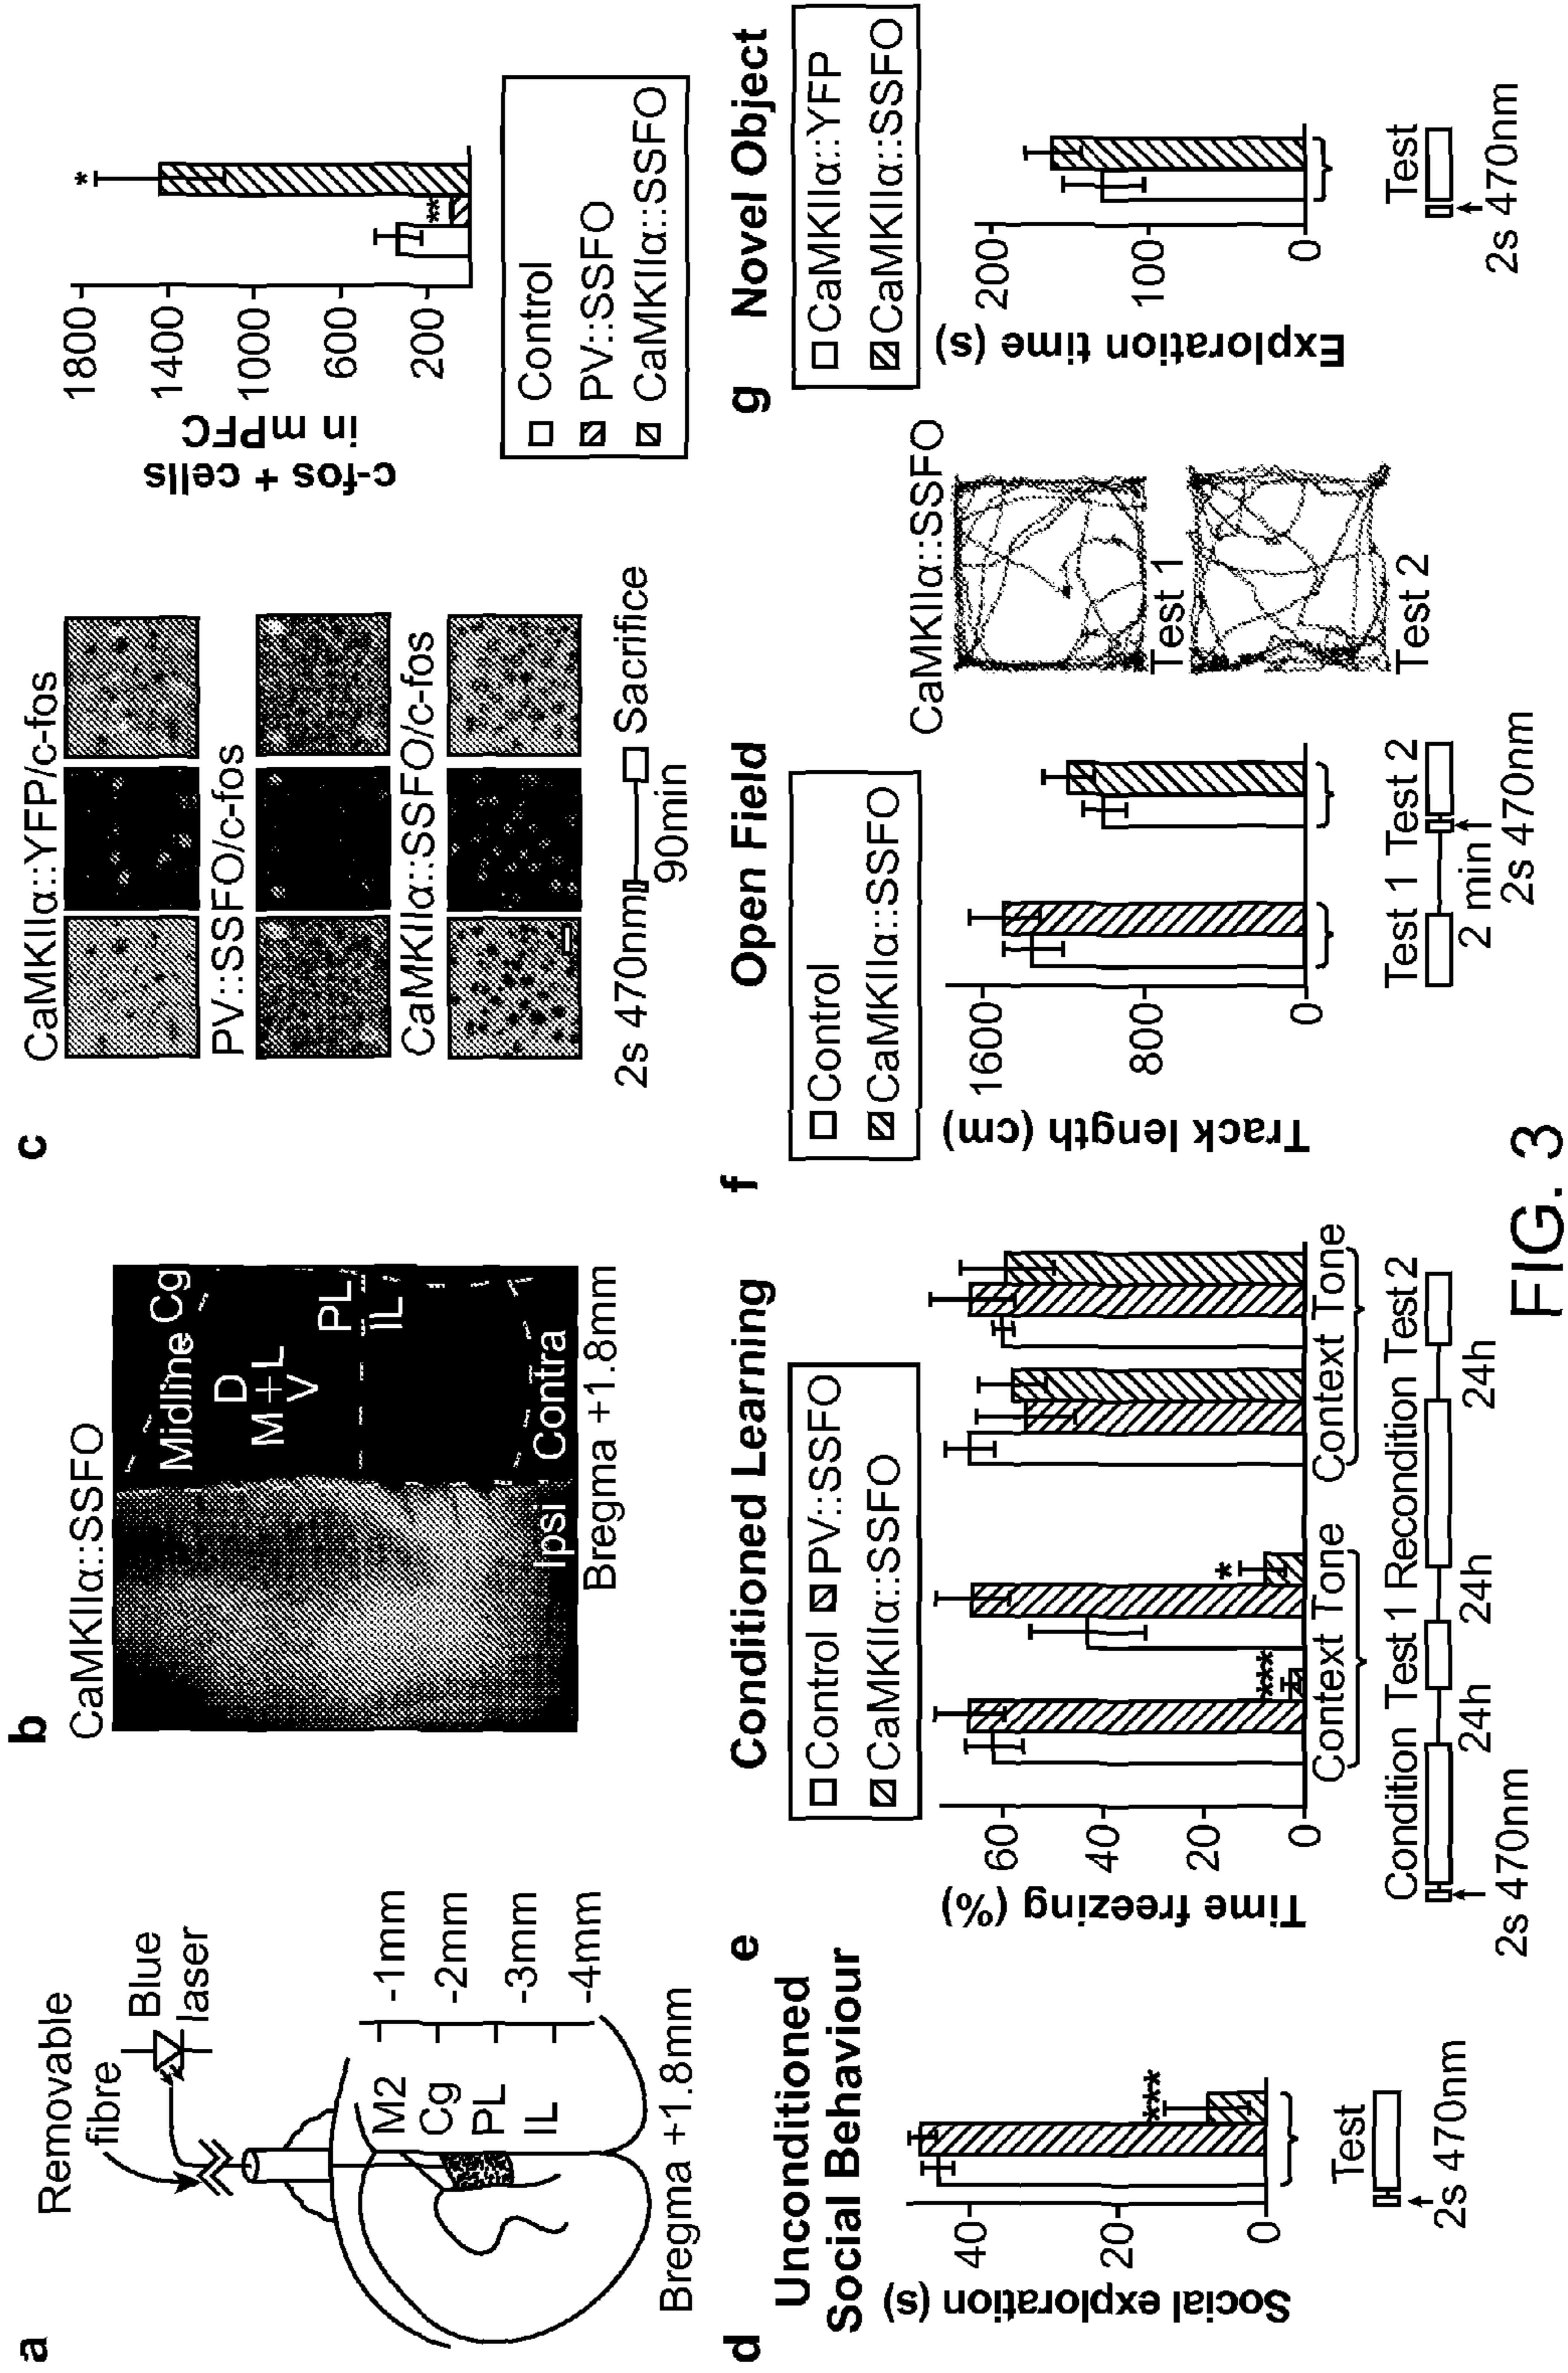 a
Removable
fibre
Blue
laser
M2
Cg
PL
IL
-1mm
-2mm
-3mm
-4mm
Bregma +1.8mm
b
CaMKIIα::SSFO
Midline
Cg
D
M+L
V
PL
IL
Ipsi
Contra
Bregma +1.8mm
c
CaMKIIα::YFP/c-fos
PV::SSFO/c-fos
CaMKIIα::SSFO/c-fos
2s 470nm
90min
Sacrifice
c-fos + cells
in mPFC
1800
1400
1000
600
200
**
*
Control
PV::SSFO
CaMKIIα::SSFO
d
Unconditioned
Social Behaviour
Social exploration (s)
40
20
0
***
Test
2s 470nm
e
Conditioned Learning
Control
PV::SSFO
CaMKIIα::SSFO
Time freezing (%)
60
40
20
0
***
*
Context Tone
Context Tone
Condition Test 1 Recondition Test 2
24h
24h
24h
2s 470nm
f
Open Field
Control
CaMKIIα::SSFO
Track length (cm)
1600
800
0
Test 1 Test 2
2 min
2s 470nm
CaMKIIα::SSFO
Test 1
Test 2
g
Novel Object
CaMKIIα::YFP
CaMKIIα::SSFO
Exploration time (s)
200
100
0
Test
2s 470nm
FIG. 3